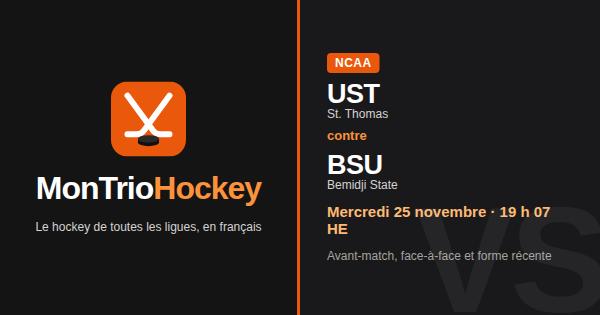 MonTrioHockey
Le hockey de toutes les ligues, en français
NCAA
UST
St. Thomas
contre
BSU
Bemidji State
Mercredi 25 novembre · 19 h 07
HE
Avant-match, face-à-face et forme récente
VS